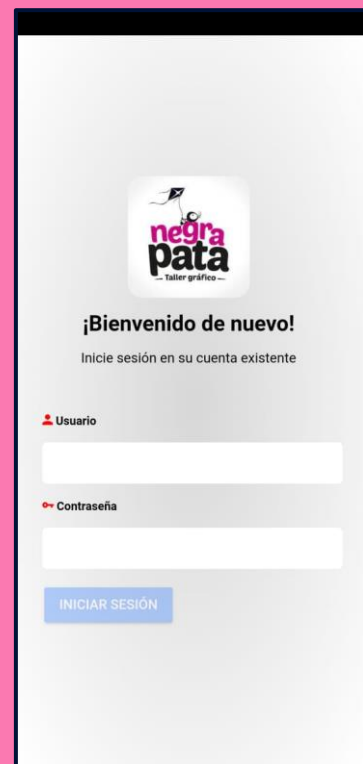 negra
pata
Taller gráfico
¡Bienvenido de nuevo!
Inicie sesión en su cuenta existente
Usuario
Contraseña
INICIAR SESIÓN